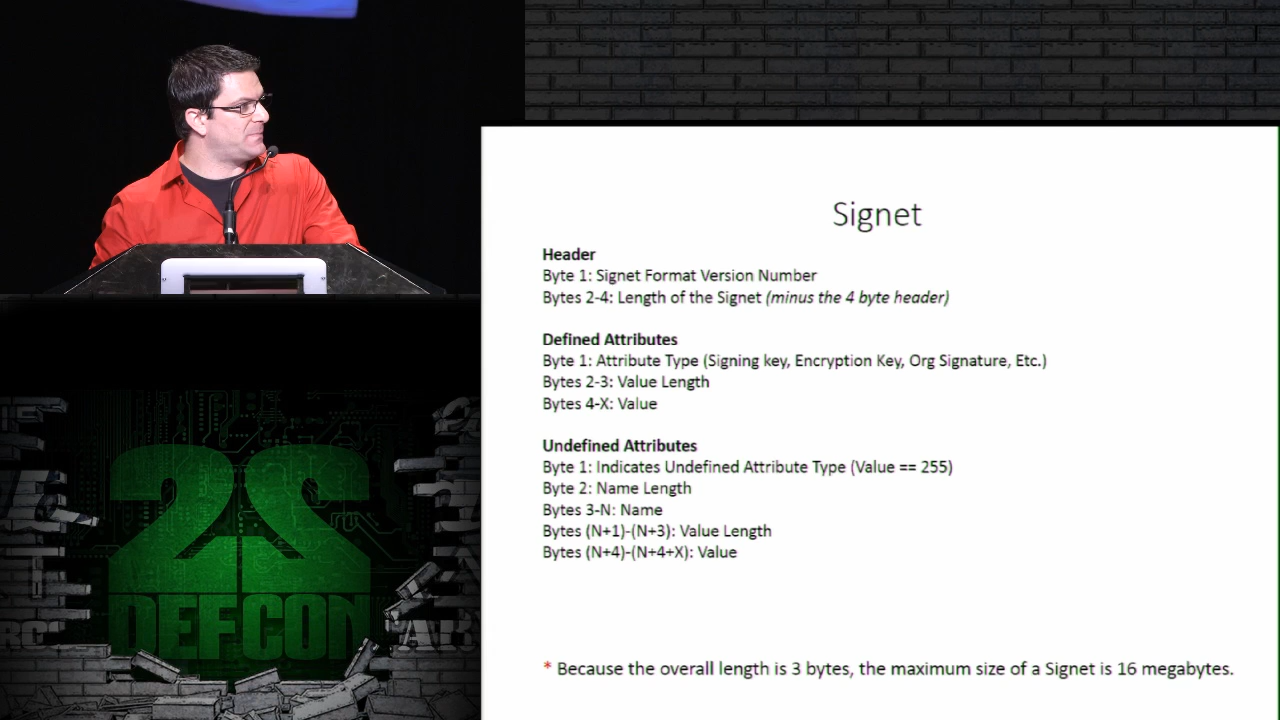 Signet
Header
Byte 1: Signet Format Version Number
Bytes 2-4: Length of the Signet (minus the 4 byte header)
Defined Attributes
Byte 1: Attribute Type (Signing key, Encryption Key, Org Signature, Etc.)
Bytes 2-3: Value Length
Bytes 4-X: Value
Undefined Attributes
Byte 1: Indicates Undefined Attribute Type (Value == 255)
Byte 2: Name Length
Bytes 3-N: Name
Bytes (N+1)-(N+3): Value Length
Bytes (N+4)-(N+4+X): Value
* Because the overall length is 3 bytes, the maximum size of a Signet is 16 megabytes.
22
DEFCON